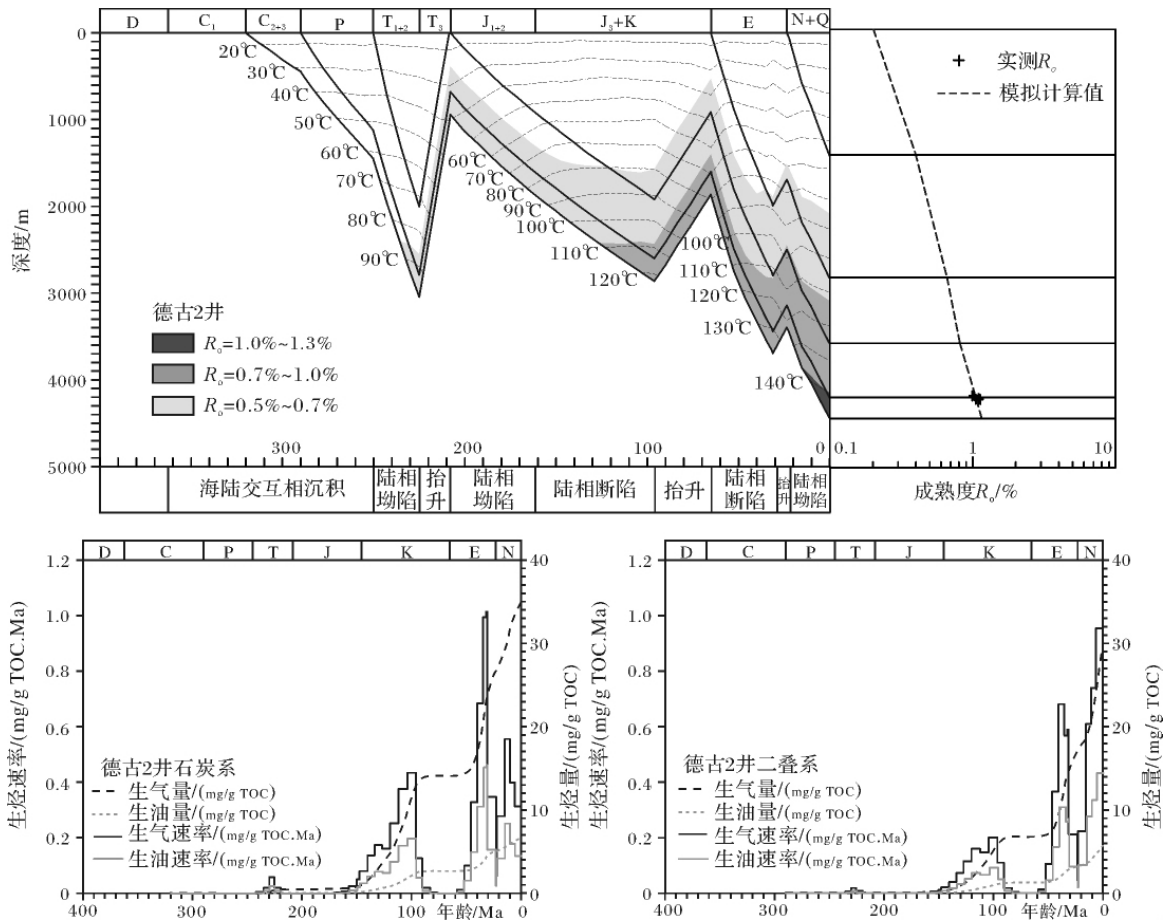 D C₁ C₂₊₃ P T₁₊₂ T₃ J₁₊₂ J₃+K E N+Q
0
1000
2000
3000
4000
5000
深度/m
20℃
30℃
40℃
50℃
60℃
70℃
80℃
90℃
60℃
70℃
80℃
90℃
100℃
110℃
120℃
100℃
110℃
120℃
130℃
140℃
德古2井
Rₒ=1.0%~1.3%
Rₒ=0.7%~1.0%
Rₒ=0.5%~0.7%
300 200 100 0
海陆交互相沉积
陆相坳陷
抬升
陆相坳陷
陆相断陷
抬升
陆相断陷
抬升
陆相坳陷
实测Rₒ
模拟计算值
0.1 1 10
成熟度Rₒ/%
D C P T J K E N
1.2
1.0
0.8
0.6
0.4
0.2
0
生烃速率/(mg/g TOC.Ma)
德古2井石炭系
生气量/(mg/g TOC)
生油量/(mg/g TOC)
生气速率/(mg/g TOC.Ma)
生油速率/(mg/g TOC.Ma)
40
30
20
10
0
生烃量/(mg/g TOC)
400 300 200 100 年龄/Ma 0
D C P T J K E N
1.2
1.0
0.8
0.6
0.4
0.2
0
生烃速率/(mg/g TOC.Ma)
德古2井二叠系
生气量/(mg/g TOC)
生油量/(mg/g TOC)
生气速率/(mg/g TOC.Ma)
生油速率/(mg/g TOC.Ma)
40
30
20
10
0
生烃量/(mg/g TOC)
400 300 200 100 年龄/Ma 0